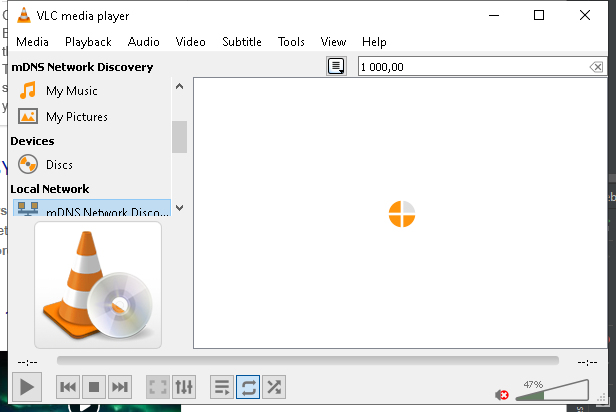 VLC media player
Media Playback Audio Video Subtitle Tools View Help
mDNS Network Discovery
1 000,00
My Music
My Pictures
Devices
Discs
Local Network
mDNS Network Disco...
--:--
--:--
47%